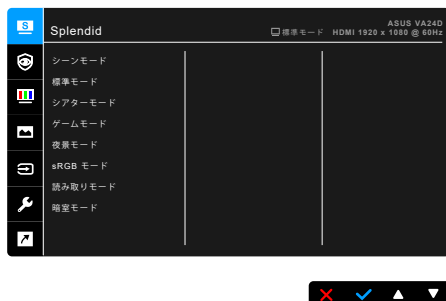 S
Splendid
ASUS VA24D
標準モード HDMI 1920 x 1080 @ 60Hz
シーンモード
標準モード
シアターモード
ゲームモード
夜景モード
sRGB モード
読み取りモード
暗室モード